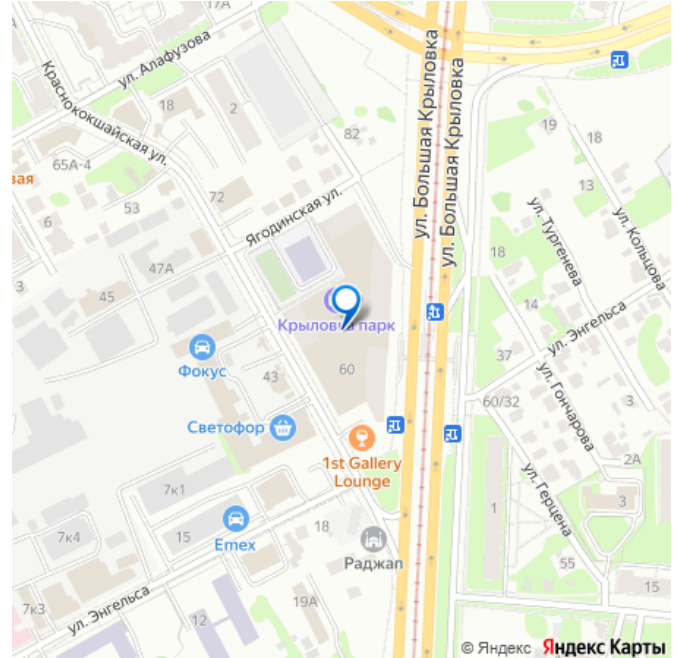 17А
ул. Алафузова
Краснококшайская ул.
18
2
82
19
18
65А-4
вая
72
13
53
6
Ягодинская ул.
ул. Большая Крыловка
ул. Большая Крыловка
ул. Тургенева
ул. Кольцова
18
47А
3
45
14
Крыловка парк
ул. Энгельса
Фокус
43
60
37
ул. Гончарова
60/32
3
Светофор
1st Gallery
Lounge
2А
7к1
ул. Герцена
3
18
1
7к4
15
Emex
Раджап
55
15
7к3
19А
ул. Энгельса
© Яндекс Яндекс Карты